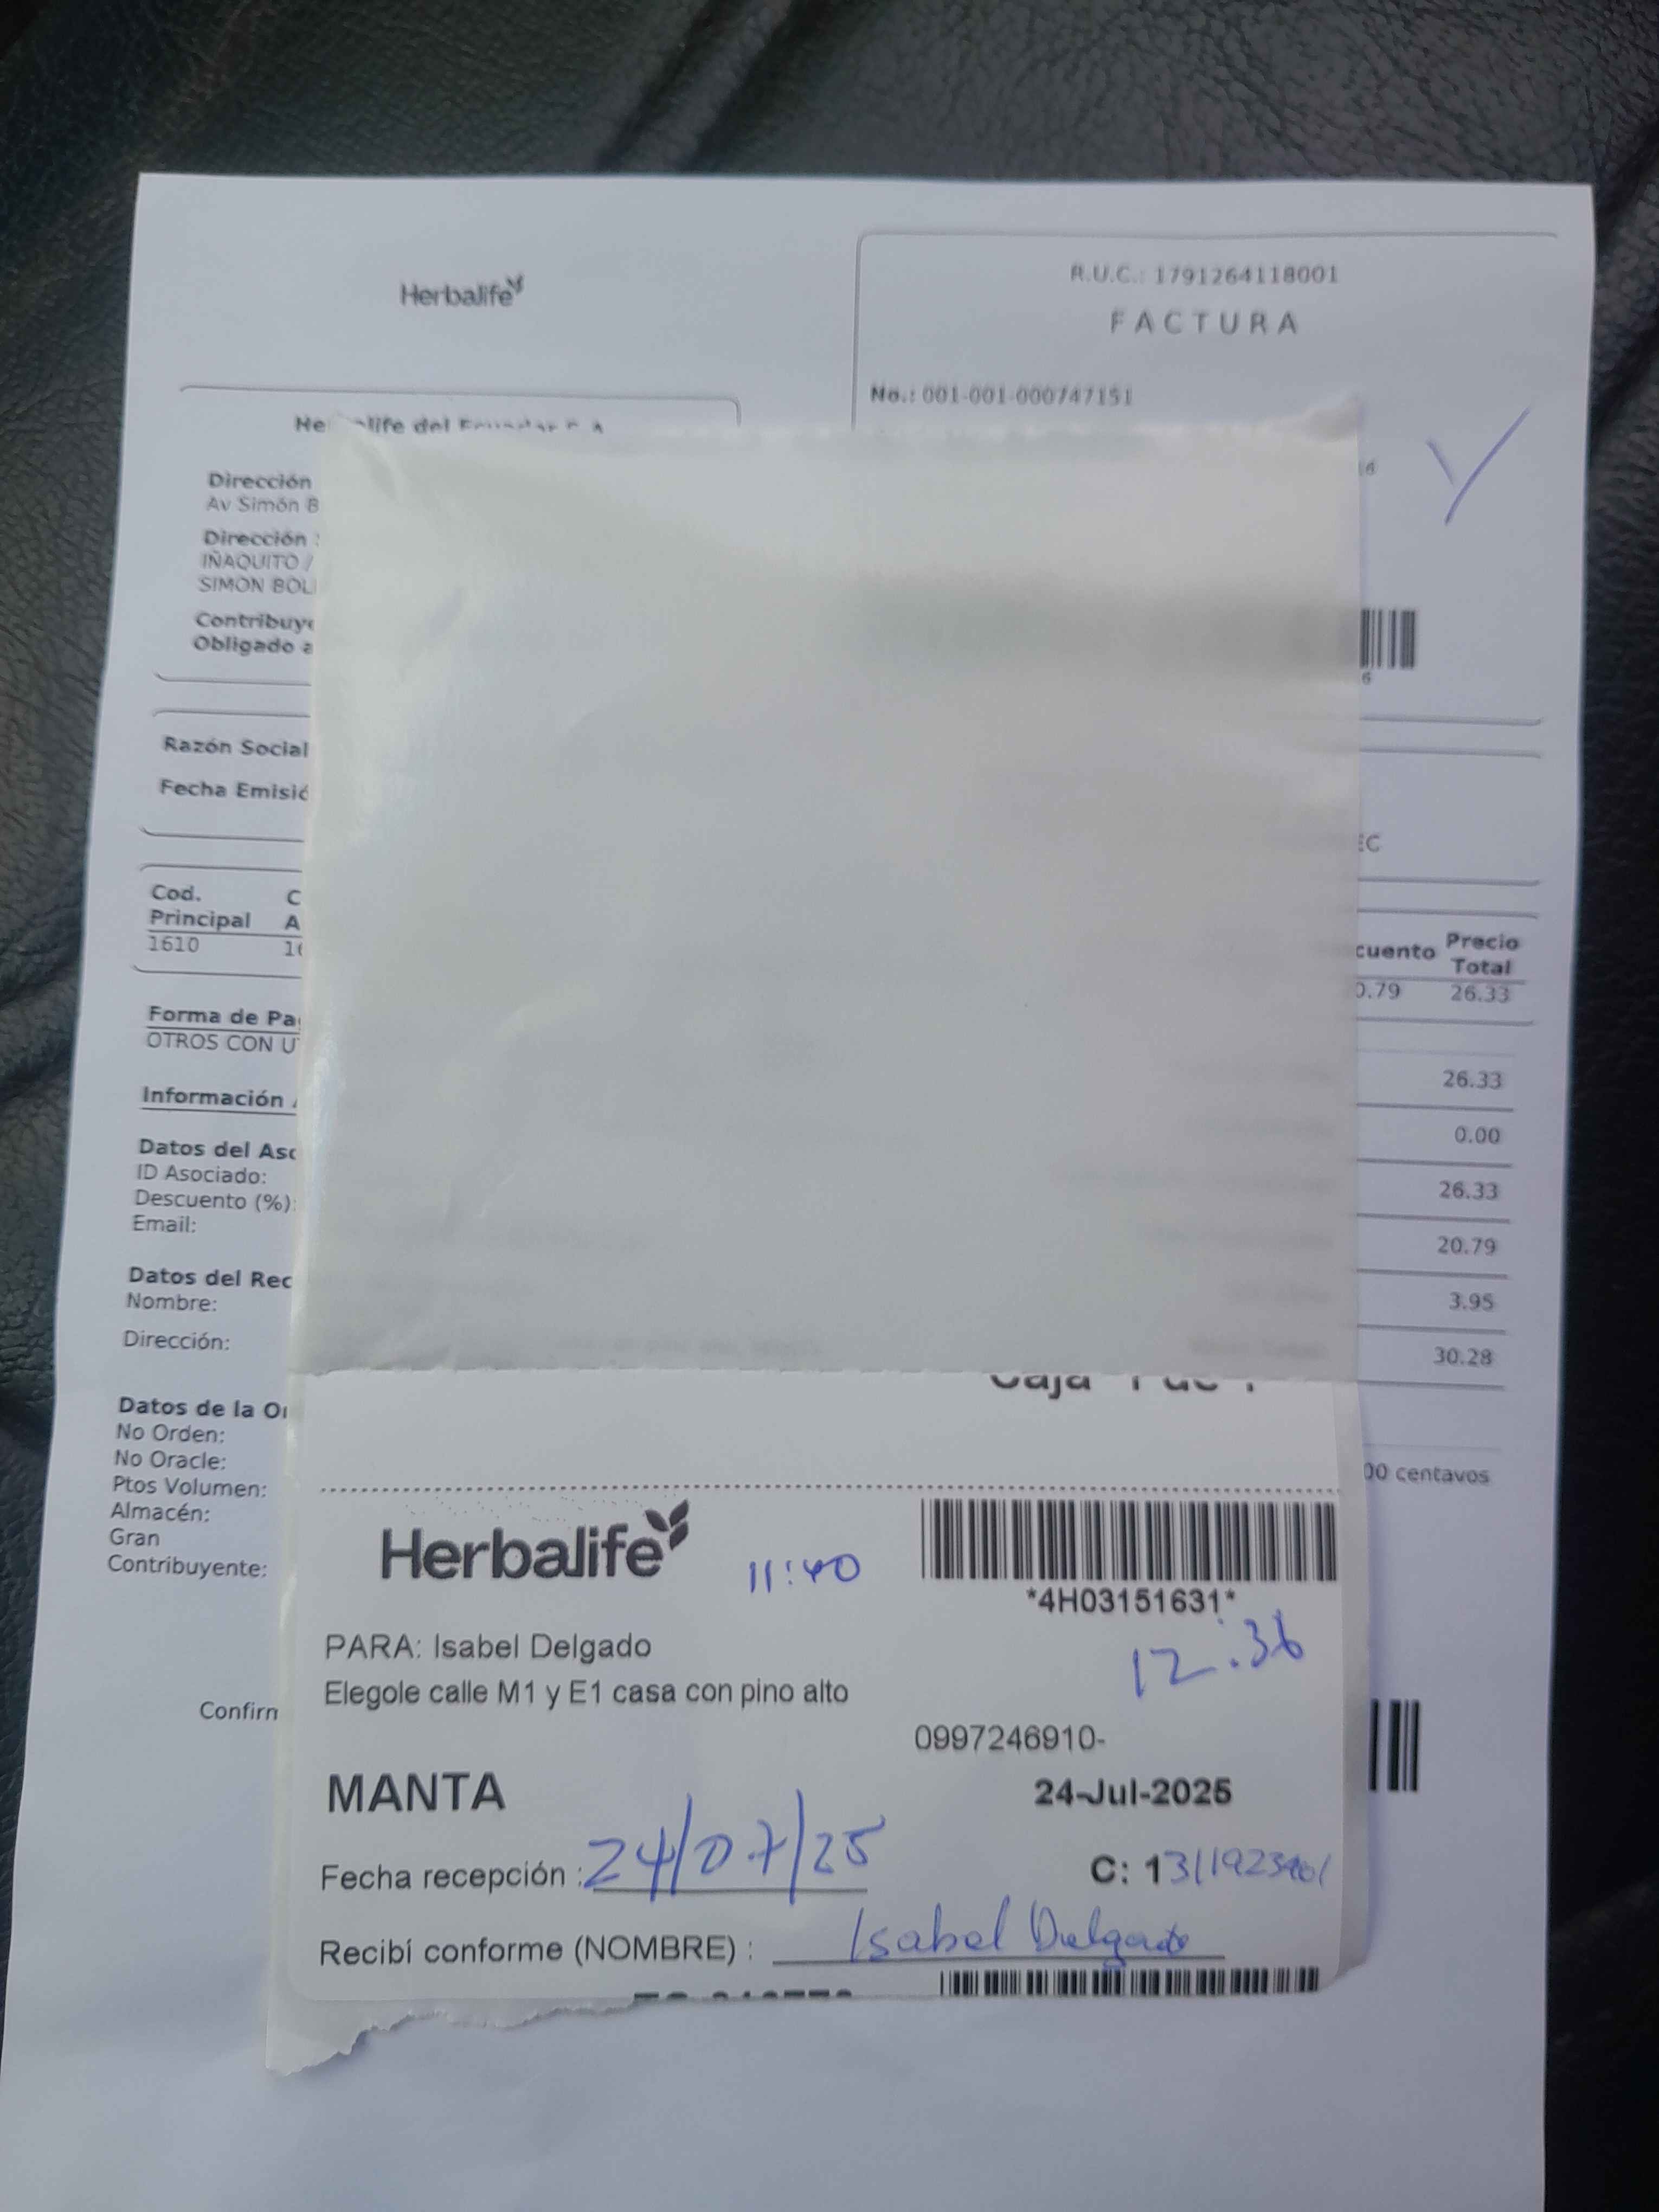 Herbalife
R.U.C.: 1791264118001
FACTURA
No.: 001-001-000747151
Dirección
Av Simón B
Dirección
IÑAQUITO /
SIMON BOL
Obligado a
6
Razón Social
Fecha Emisió
EC
Cod.
Principal
1610
cuento
Precio
Total
0.79 26.33
Forma de Pa
OTROS CON U
26.33
0.00
26.33
20.79
3.95
30.28
Información
Datos del Aso
ID Asociado:
Descuento (%):
Email:
Datos del Rec
Nombre:
Dirección:
Datos de la Or
No Orden:
No Oracle:
Ptos Volumen:
Almacén:
Gran
Contribuyente:
00 centavos
Confirm
Herbalife
11:40
*4H03151631*
12:36
PARA: Isabel Delgado
Elegole calle M1 y E1 casa con pino alto
0997246910-
MANTA
24-Jul-2025
Fecha recepción : 24/07/25
C: 1
Recibí conforme (NOMBRE) : Isabel Delgado